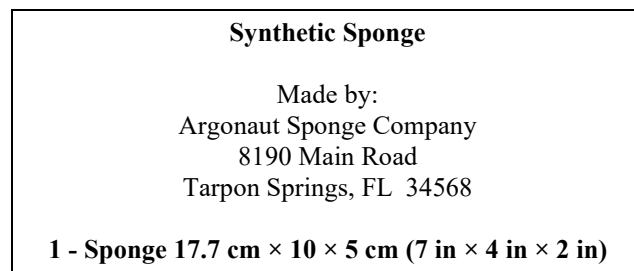 Synthetic Sponge
Made by:
Argonaut Sponge Company
8190 Main Road
Tarpon Springs, FL 34568
1 - Sponge 17.7 cm × 10 × 5 cm (7 in × 4 in × 2 in)